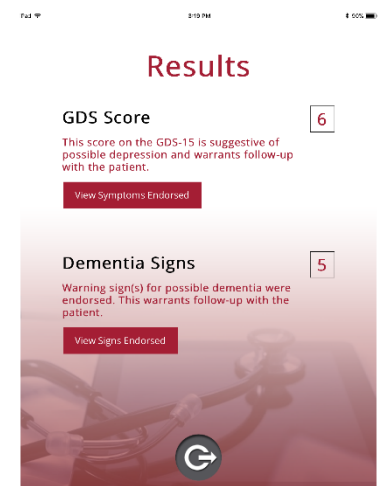 iPad 3:19 PM 90%
Results
GDS Score 6
This score on the GDS-15 is suggestive of
possible depression and warrants follow-up
with the patient.
View Symptoms Endorsed
Dementia Signs 5
Warning sign(s) for possible dementia were
endorsed. This warrants follow-up with the
patient.
View Signs Endorsed